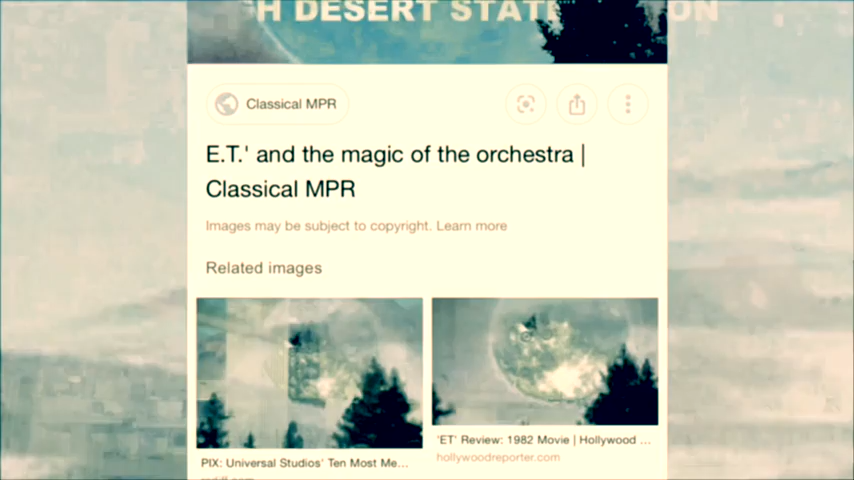 H DESERT STAT ON
Classical MPR
E.T.' and the magic of the orchestra |
Classical MPR
Images may be subject to copyright. Learn more
Related images
PIX: Universal Studios' Ten Most Me...
'ET' Review: 1982 Movie | Hollywood ...
hollywoodreporter.com